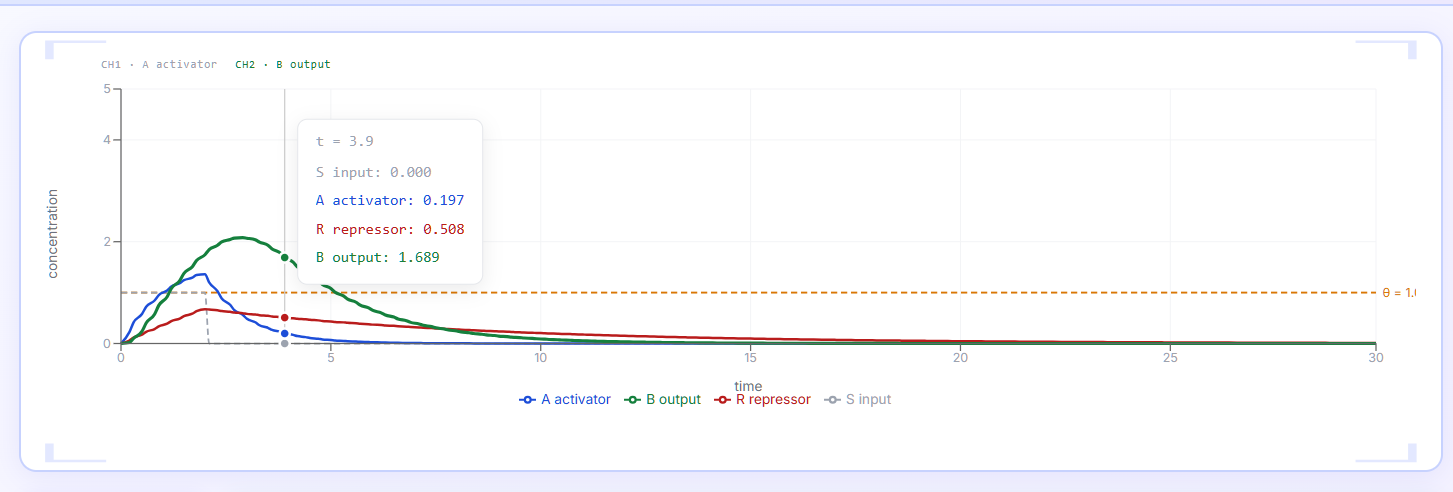 CH1 · A activator CH2 · B output
5
4
2
0
concentration
t = 3.9
S input: 0.000
A activator: 0.197
R repressor: 0.508
B output: 1.689
θ = 1.(
0 5 10 15 20 25 30
time
A activator B output R repressor S input